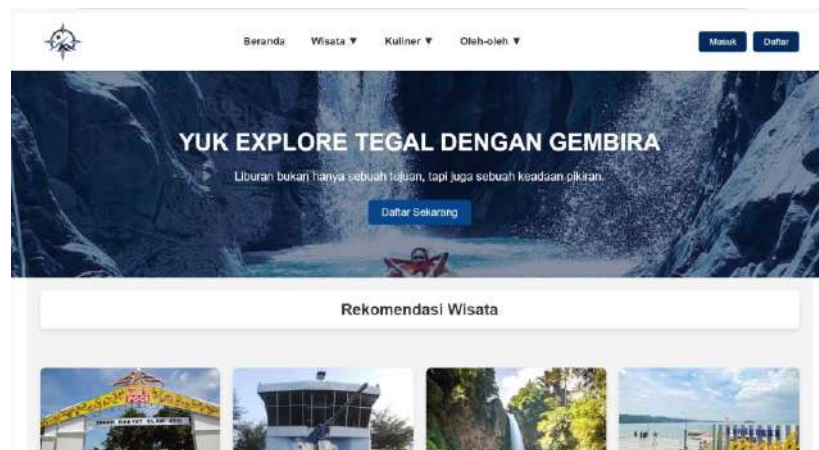 Beranda Wisata ▼ Kuliner ▼ Oleh-oleh ▼ Masuk Daftar
YUK EXPLORE TEGAL DENGAN GEMBIRA
Liburan bukan hanya sebuah tujuan, tapi juga sebuah keadaan pikiran.
Daftar Sekarang
Rekomendasi Wisata
POCI